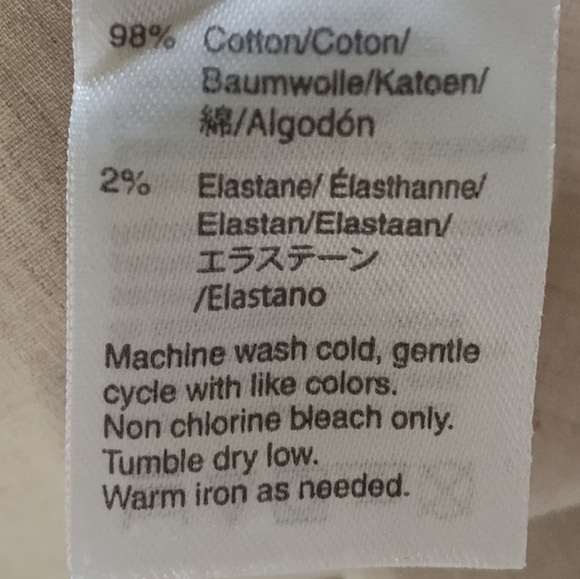 98% Cotton/Coton/
Baumwolle/Katoen/
綿/Algodón
2% Elastane/ Élasthanne/
Elastan/Elastaan/
エラステーン
/Elastano
Machine wash cold, gentle
cycle with like colors.
Non chlorine bleach only.
Tumble dry low.
Warm iron as needed.